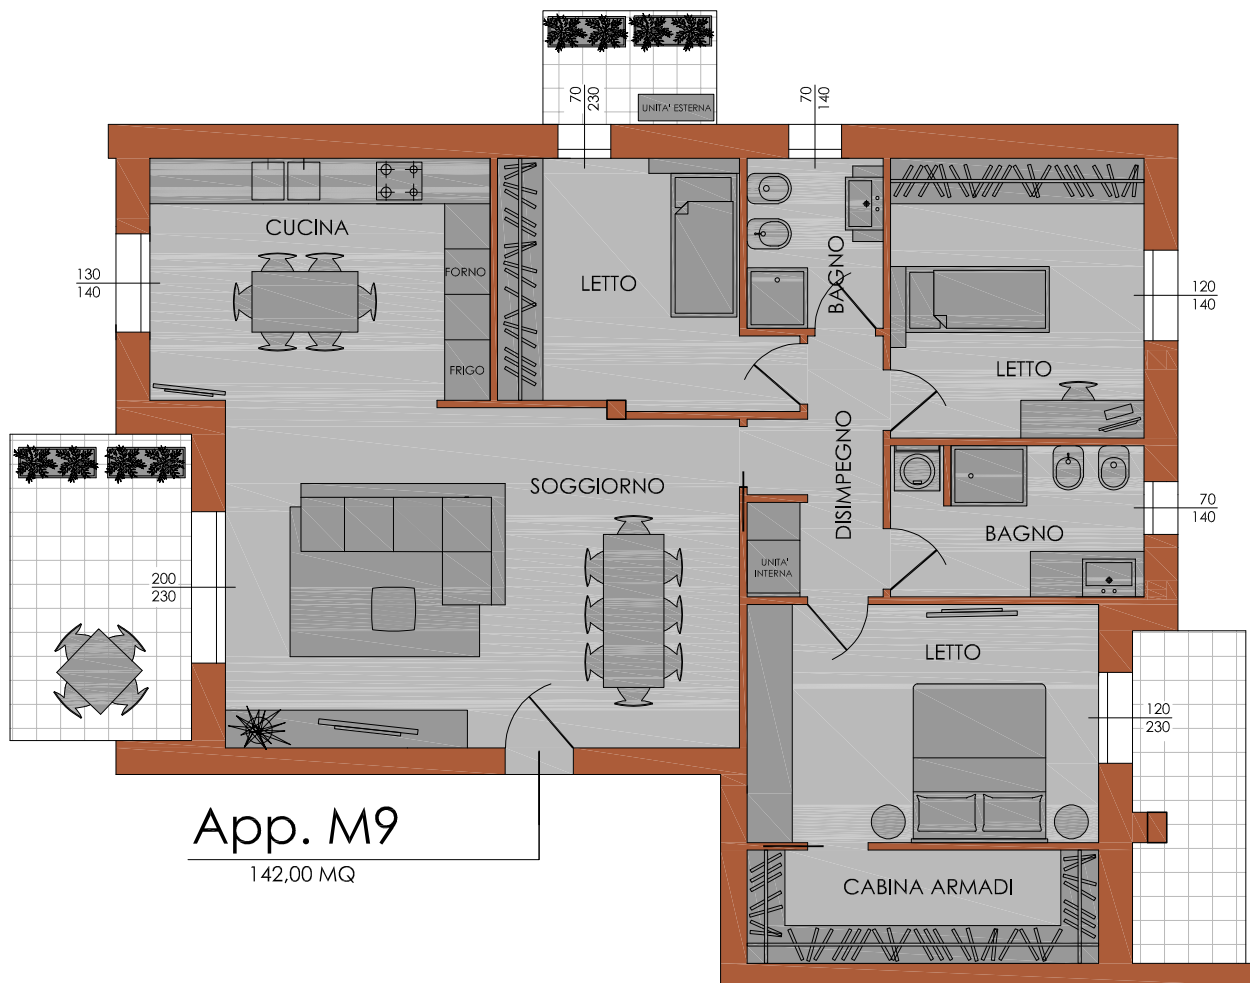 UNITA' ESTERNA
70
230
70
140
CUCINA
FORNO
FRIGO
130
140
LETTO
BAGNO
LETTO
120
140
SOGGIORNO
DISIMPEGNO
BAGNO
70
140
UNITA'
INTERNA
200
230
LETTO
120
230
App. M9
142,00 MQ
CABINA ARMADI